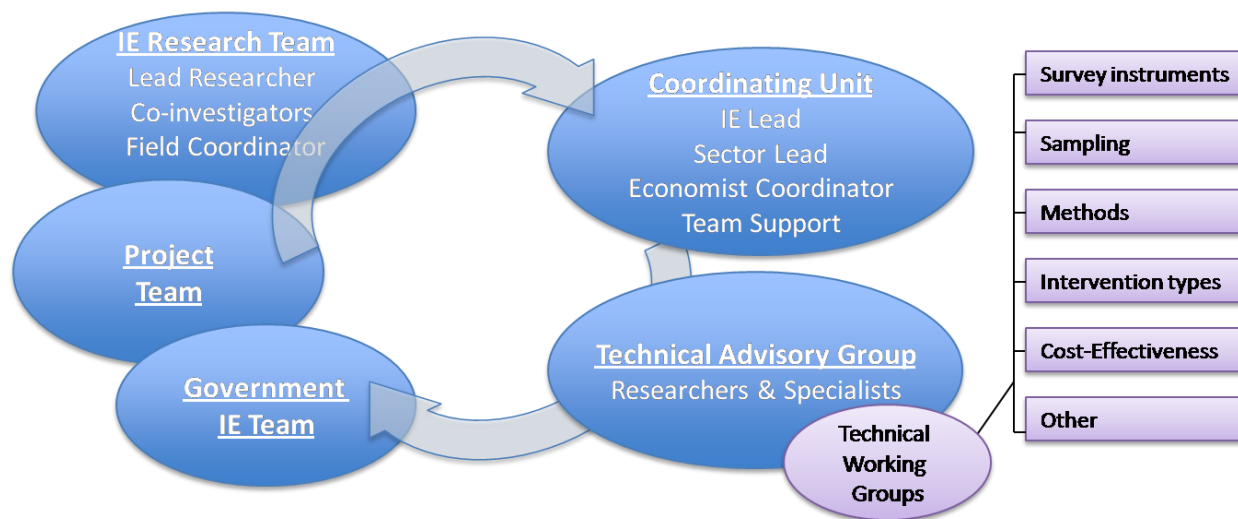 IE Research Team
Lead Researcher
Co-investigators
Field Coordinator
Project
Team
Government
IE Team
Coordinating Unit
IE Lead
Sector Lead
Economist Coordinator
Team Support
Technical Advisory Group
Researchers & Specialists
Technical
Working
Groups
Survey instruments
Sampling
Methods
Intervention types
Cost-Effectiveness
Other